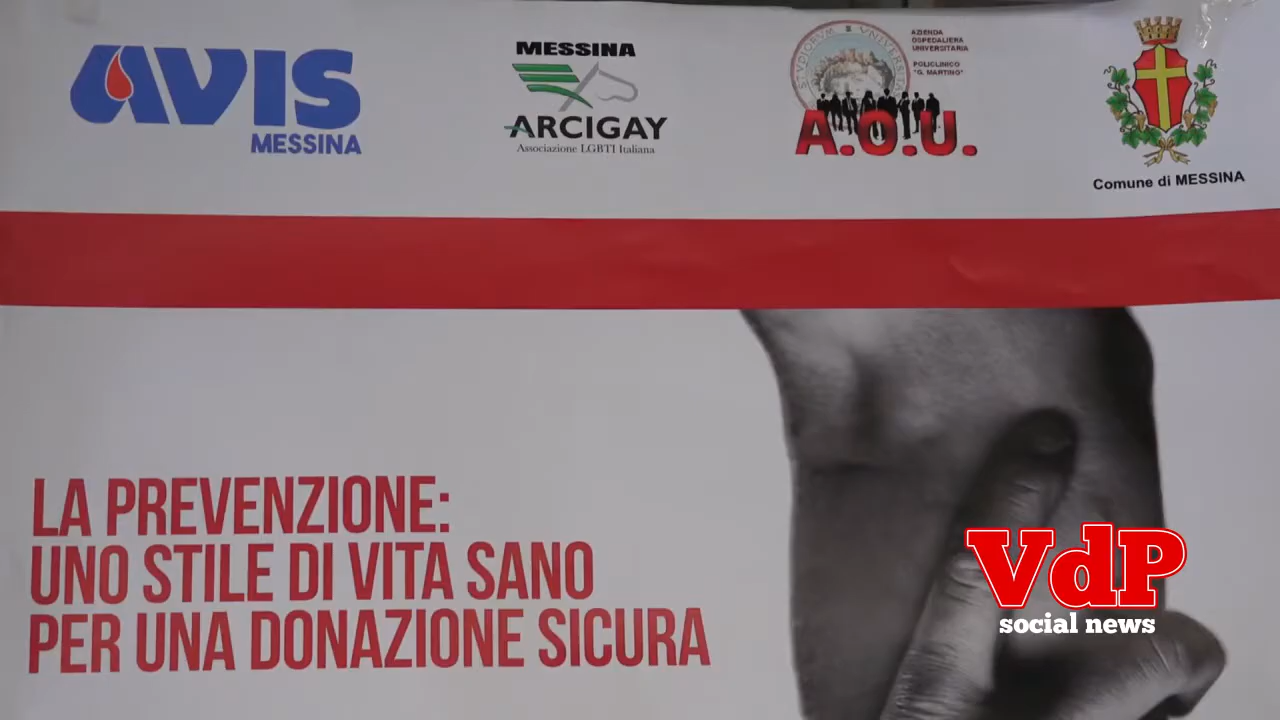 AVIS
MESSINA
MESSINA
ARCIGAY
Associazione LGBTI Italiana
AZIENDA
OSPEDALIERA
UNIVERSITARIA
POLICLINICO
"G. MARTINO"
A.O.U.
Comune di MESSINA
LA PREVENZIONE:
UNO STILE DI VITA SANO
PER UNA DONAZIONE SICURA
VdP
social news